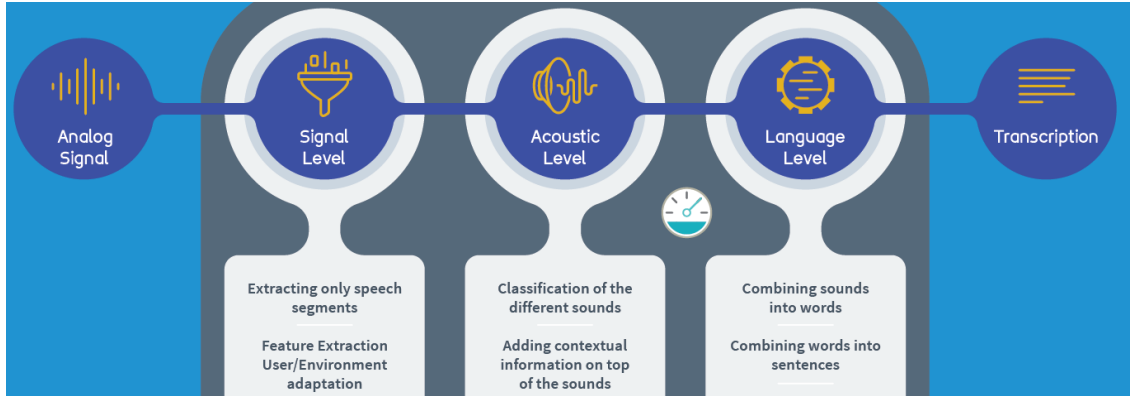 Analog
Signal
Signal
Level
Acoustic
Level
Language
Level
Transcription
Extracting only speech
segments
Feature Extraction
User/Environment
adaptation
Classification of the
different sounds
Adding contextual
information on top
of the sounds
Combining sounds
into words
Combining words into
sentences